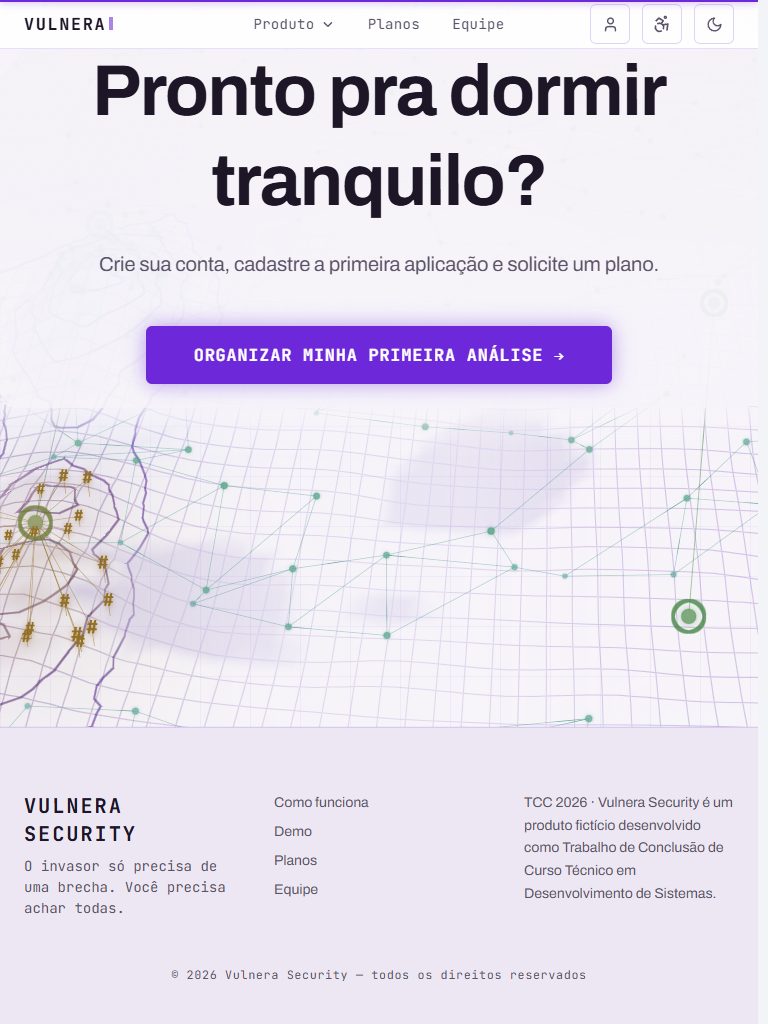 VULNERA
Produto
Planos
Equipe
Pronto pra dormir
tranquilo?
Crie sua conta, cadastre a primeira aplicação e solicite um plano.
ORGANIZAR MINHA PRIMEIRA ANÁLISE →
# # # # # # # # # # # # # # # #
VULNERA
SECURITY
O invasor só precisa de
uma brecha. Você precisa
achar todas.
Como funciona
Demo
Planos
Equipe
TCC 2026 · Vulnera Security é um
produto fictício desenvolvido
como Trabalho de Conclusão de
Curso Técnico em
Desenvolvimento de Sistemas.
© 2026 Vulnera Security — todos os direitos reservados